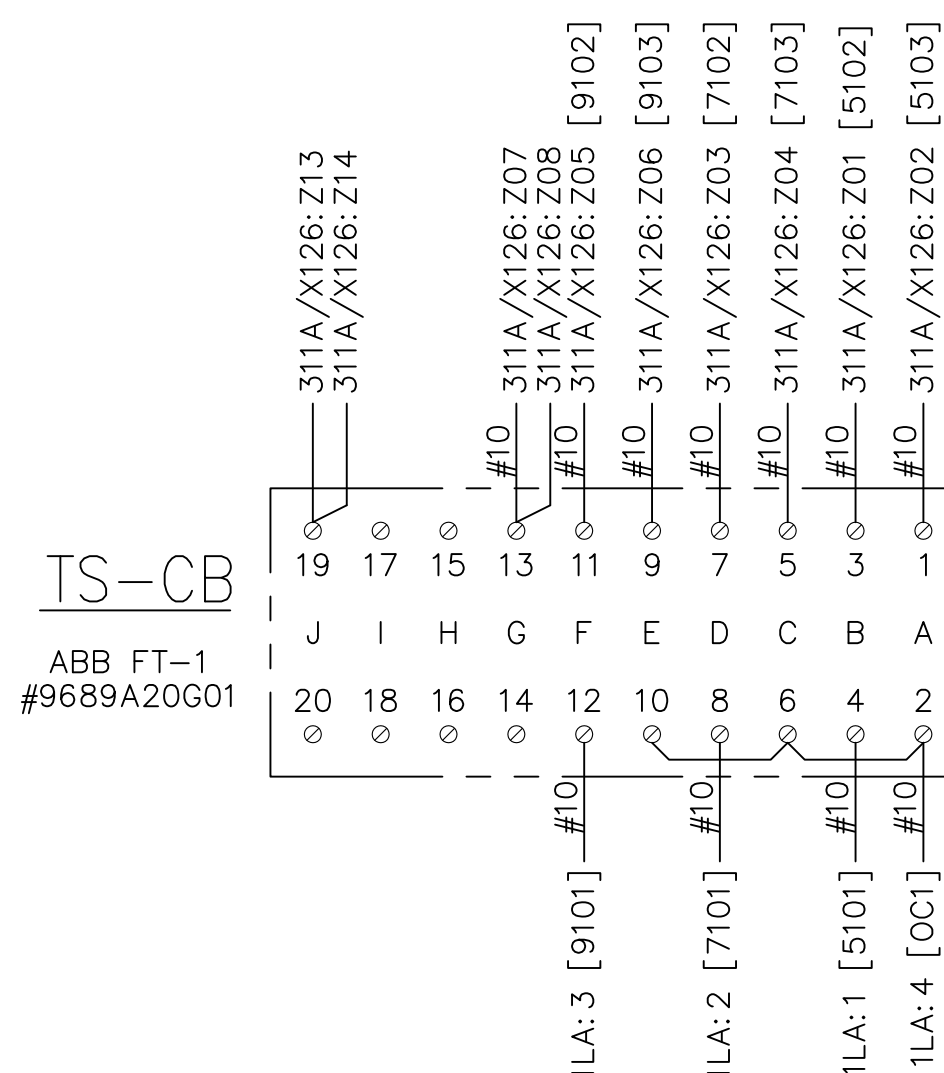 311A/X126:Z13
311A/X126:Z14
311A/X126:Z07
311A/X126:Z08
311A/X126:Z05 [9102]
311A/X126:Z06 [9103]
311A/X126:Z03 [7102]
311A/X126:Z04 [7103]
311A/X126:Z01 [5102]
311A/X126:Z02 [5103]
#10 #10 #10 #10 #10 #10 #10
TS-CB
ABB FT-1
#9689A20G01
19 17 15 13 11 9 7 5 3 1
J I H G F E D C B A
20 18 16 14 12 10 8 6 4 2
#10 #10 #10 #10
1LA:3 [9101]
1LA:2 [7101]
1LA:1 [5101]
1LA:4 [0C1]